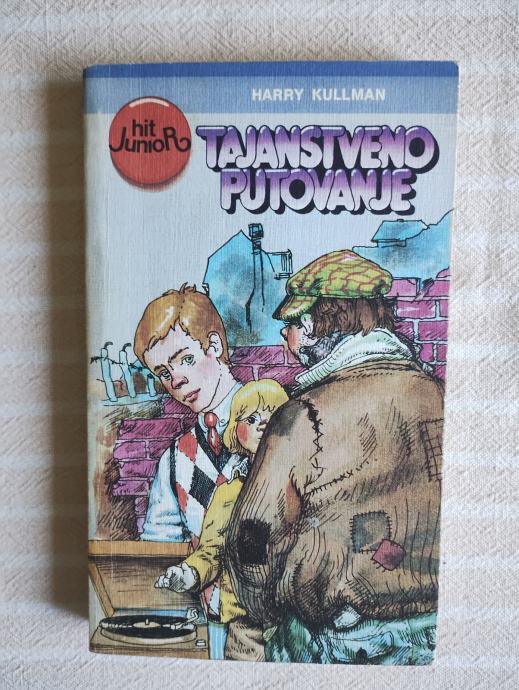 HARRY KULLMAN
hit
JunioR
TAJANSTVENO
PUTOVANJE